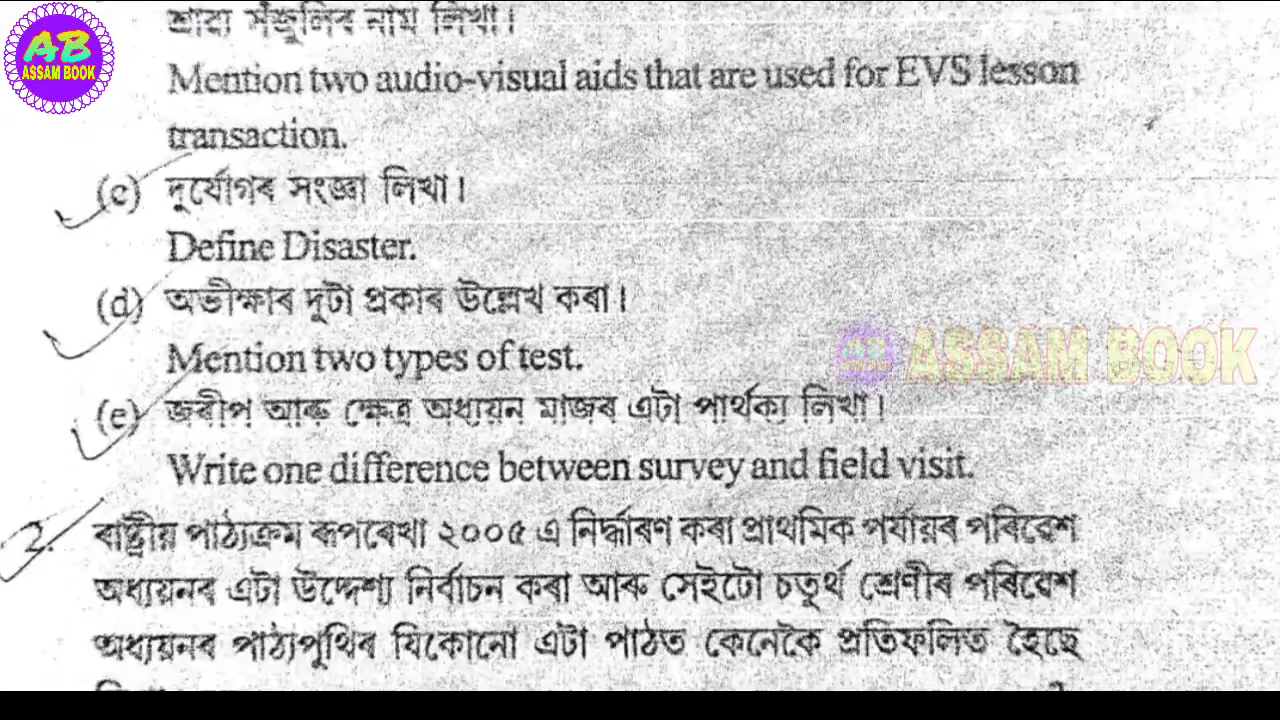 AB
ASSAM BOOK
শ্ৰাব্য সঁজুলিৰ নাম লিখা।
Mention two audio-visual aids that are used for EVS lesson
transaction.
(c) দুৰ্যোগৰ সংজ্ঞা লিখা।
Define Disaster.
(d) অভীক্ষাৰ দুটা প্ৰকাৰ উল্লেখ কৰা।
ASSAM BOOK
Mention two types of test.
(e) জৰীপ আৰু ক্ষেত্ৰ অধ্যয়ন মাজৰ এটা পাৰ্থক্য লিখা।
Write one difference between survey and field visit.
2. ৰাষ্ট্ৰীয় পাঠ্যক্ৰম ৰূপৰেখা ২০০৫ এ নিৰ্দ্ধাৰণ কৰা প্ৰাথমিক পৰ্যায়ৰ পৰিৱেশ
অধ্যয়নৰ এটা উদ্দেশ্য নিৰ্বাচন কৰা আৰু সেইটো চতুৰ্থ শ্ৰেণীৰ পৰিৱেশ
অধ্যয়নৰ পাঠ্যপুথিৰ যিকোনো এটা পাঠত কেনেকৈ প্ৰতিফলিত হৈছে